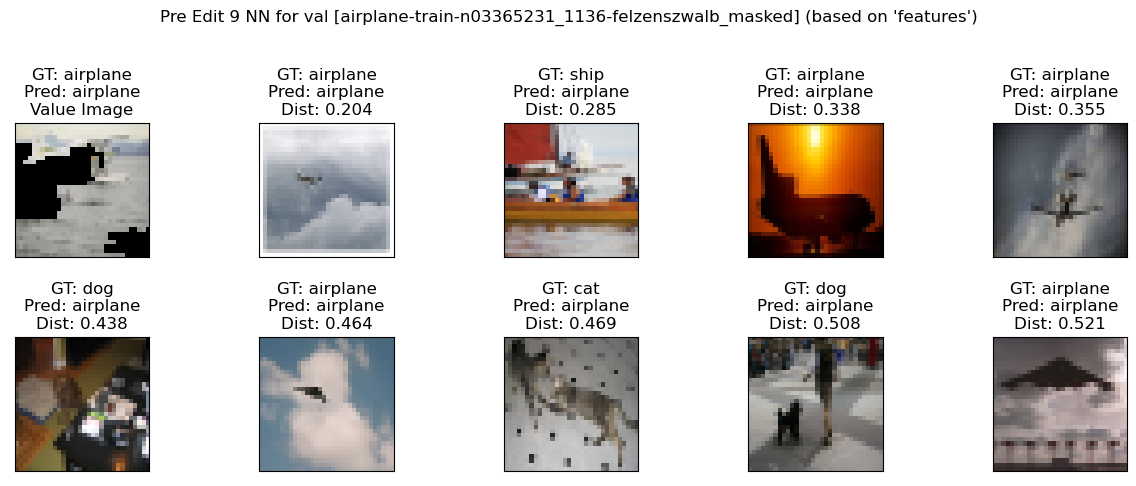 Pre Edit 9 NN for val [airplane-train-n03365231_1136-felzenszwalb_masked] (based on 'features')
GT: airplane
Pred: airplane
Value Image
GT: airplane
Pred: airplane
Dist: 0.204
GT: ship
Pred: airplane
Dist: 0.285
GT: airplane
Pred: airplane
Dist: 0.338
GT: airplane
Pred: airplane
Dist: 0.355
GT: dog
Pred: airplane
Dist: 0.438
GT: airplane
Pred: airplane
Dist: 0.464
GT: cat
Pred: airplane
Dist: 0.469
GT: dog
Pred: airplane
Dist: 0.508
GT: airplane
Pred: airplane
Dist: 0.521